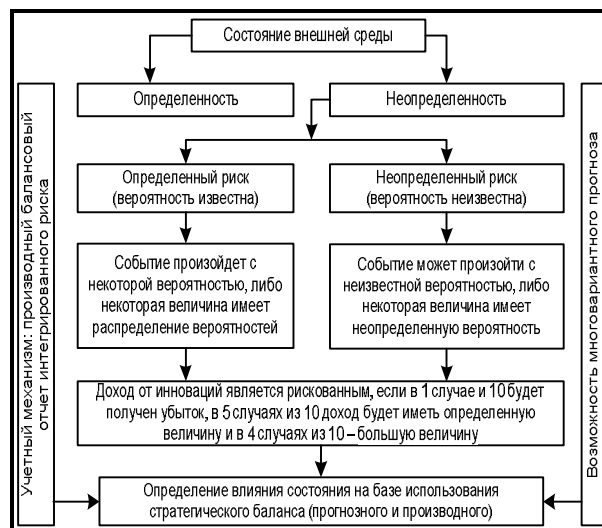 Состояние внешней среды
Определенность
Неопределенность
Определенный риск
(вероятность известна)
Неопределенный риск
(вероятность неизвестна)
Событие произойдет с
некоторой вероятностью, либо
некоторая величина имеет
распределение вероятностей
Событие может произойти с
неизвестной вероятностью, либо
некоторая величина имеет
неопределенную вероятность
Доход от инноваций является рискованным, если в 1 случае и 10 будет
получен убыток, в 5 случаях из 10 доход будет иметь определенную
величину и в 4 случаях из 10 – большую величину
Определение влияния состояния на базе использования
стратегического баланса (прогнозного и производного)
Учетный механизм: производный балансовый
отчет интегрированного риска
Возможность многовариантного прогноза